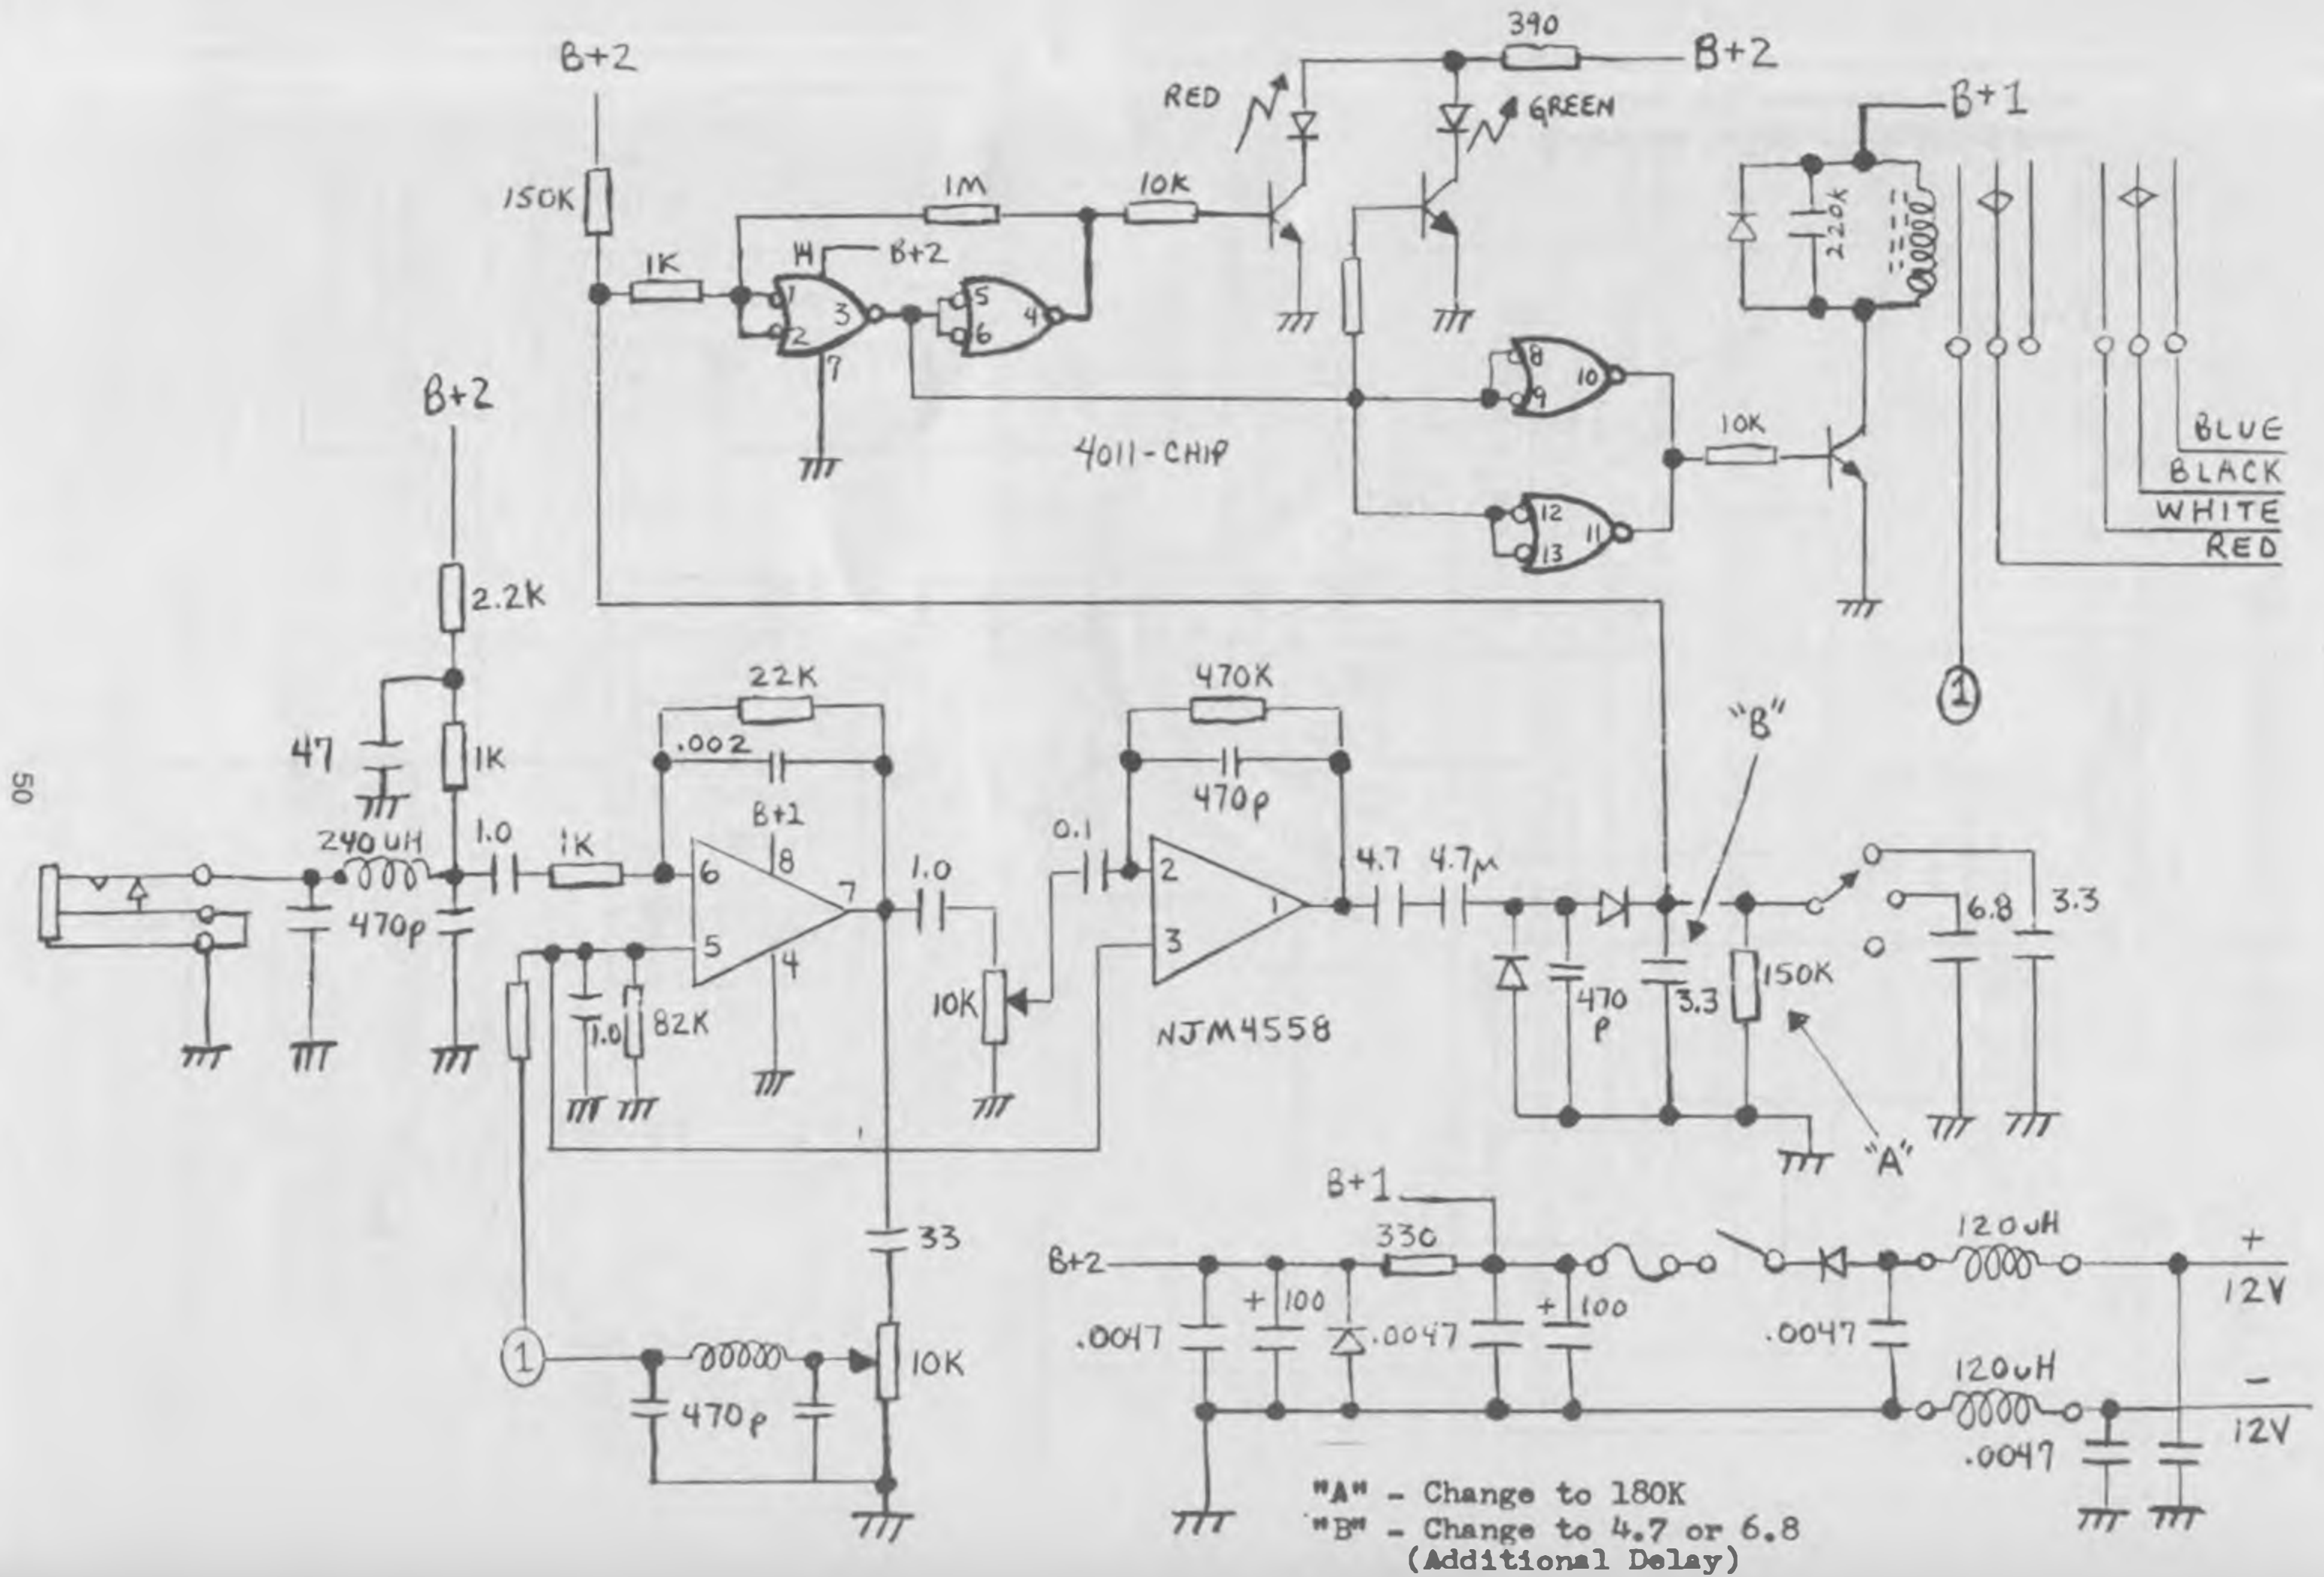 390
B+2
B+2
RED
GREEN
B+1
150K
1M
10K
220K
1K
14
B+2
1
2
3
7
5
6
4
8
9
10
B+2
4011-CHIP
10K
BLUE
BLACK
WHITE
RED
12
13
11
2.2K
1
22K
470K
"B"
47
1K
.002
470p
50
240uH
1.0
1K
B+1
8
6
7
5
4
1.0
0.1
2
3
1
4.7
4.7M
6.8
3.3
470p
1.0
82K
10K
NJM4558
470
p
3.3
150K
"A"
33
B+1
330
B+2
120uH
+
12V
+ 100
+ 100
.0047
.0047
.0047
1
10K
470p
120uH
-
12V
.0047
"A" - Change to 180K
"B" - Change to 4.7 or 6.8
(Additional Delay)